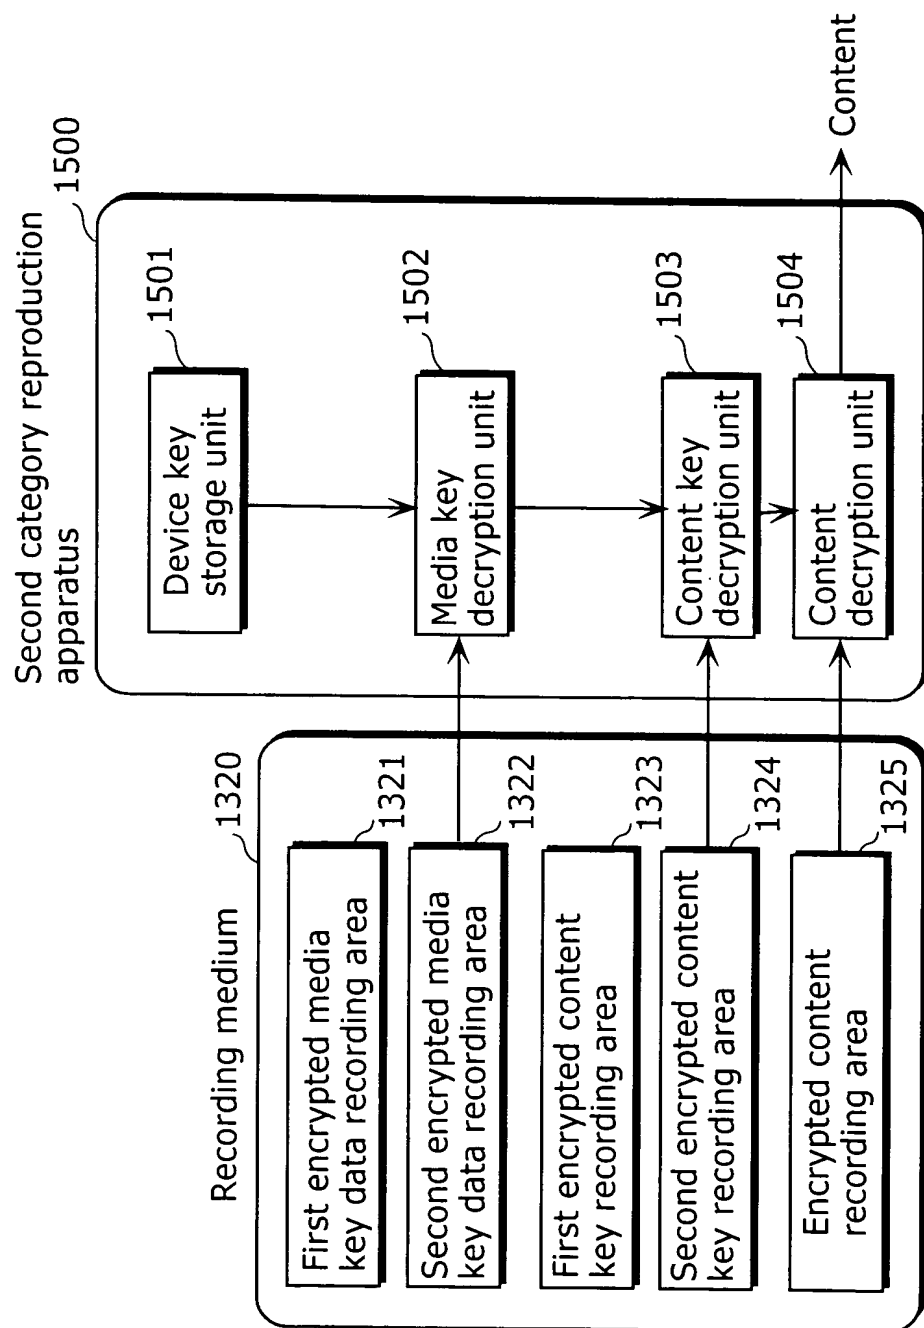 Recording medium
1320
First encrypted media
key data recording area
1321
Second encrypted media
key data recording area
1322
First encrypted content
key recording area
1323
Second encrypted content
key recording area
1324
Encrypted content
recording area
1325
Second category reproduction
apparatus
1500
Device key
storage unit
1501
Media key
decryption unit
1502
Content key
decryption unit
1503
Content
decryption unit
1504
Content